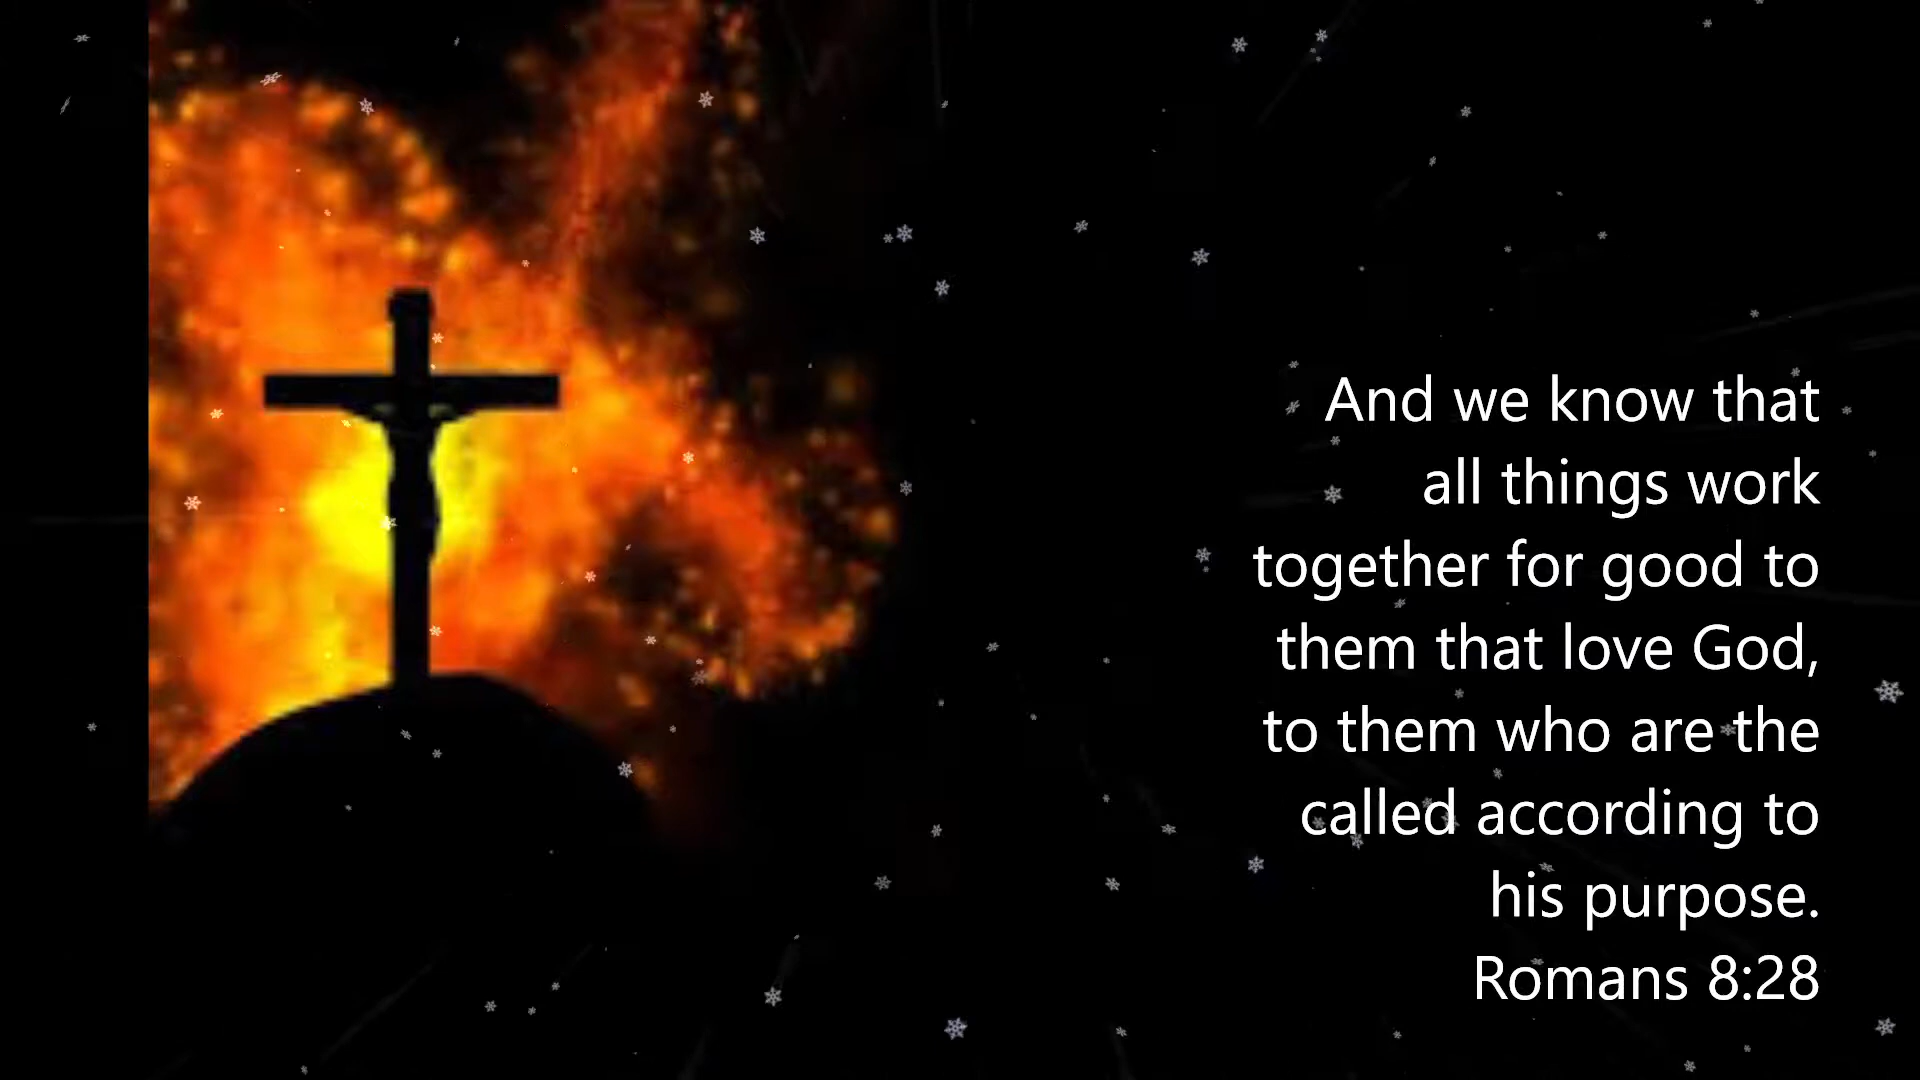 And we know that
all things work
together for good to
them that love God,
to them who are the
called according to
his purpose.
Romans 8:28